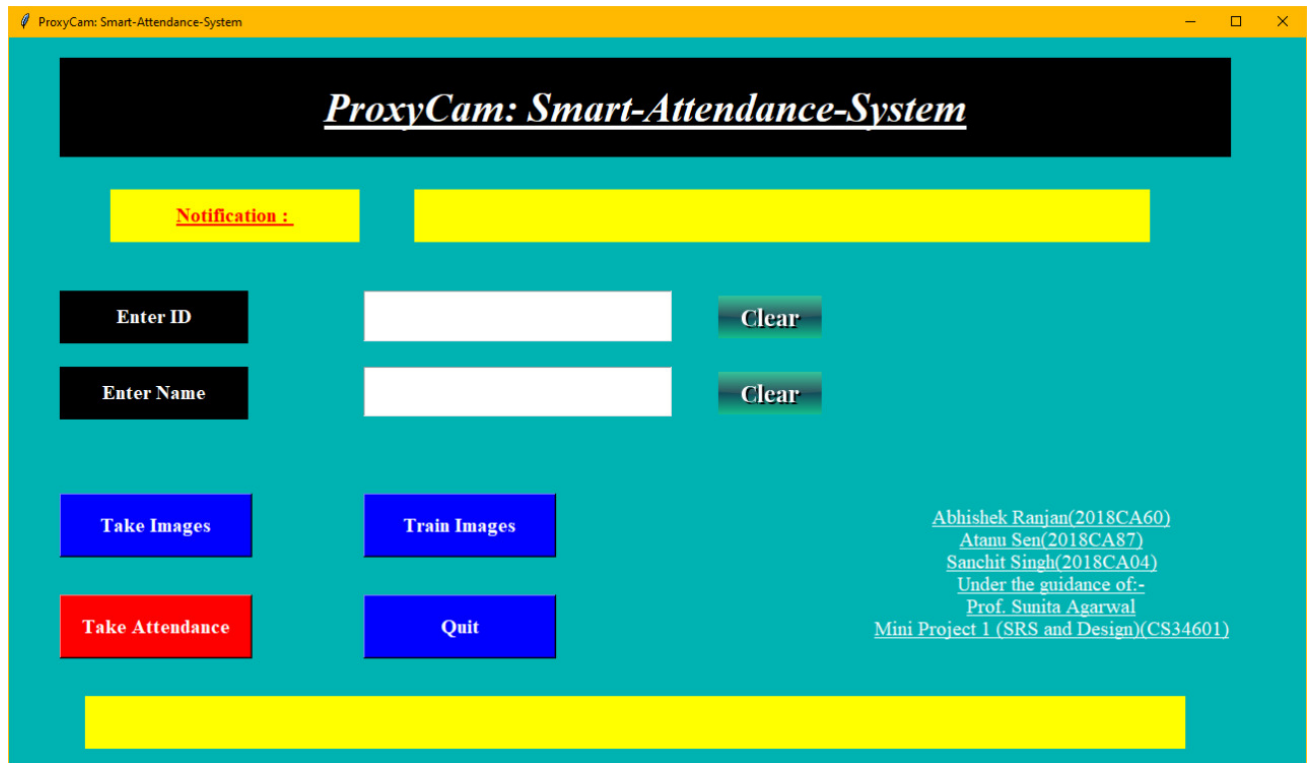 ProxyCam: Smart-Attendance-System
ProxyCam: Smart-Attendance-System
Notification :
Enter ID
Clear
Enter Name
Clear
Take Images
Train Images
Take Attendance
Quit
Abhishek Ranjan(2018CA60)
Atanu Sen(2018CA87)
Sanchit Singh(2018CA04)
Under the guidance of:-
Prof. Sunita Agarwal
Mini Project 1 (SRS and Design)(CS34601)